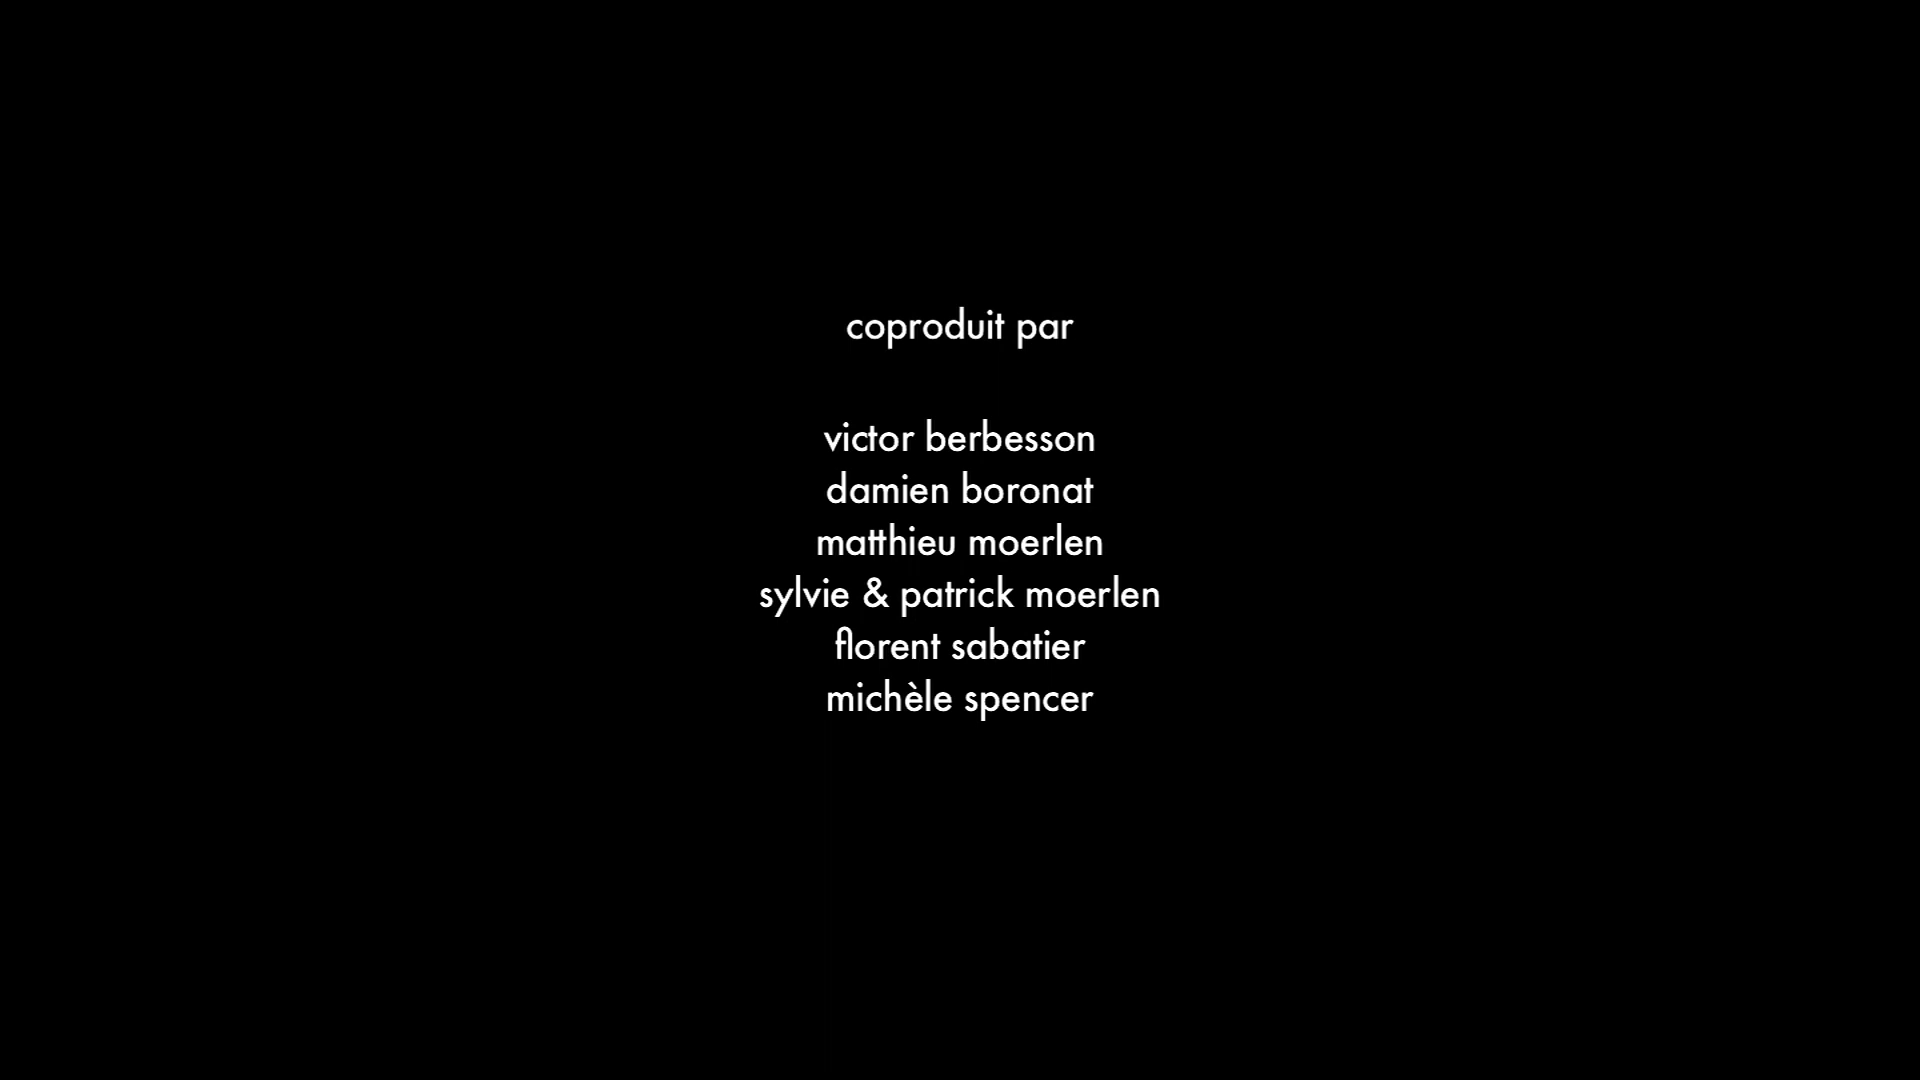 coproduit par
victor berbesson
damien boronat
matthieu moerlen
sylvie & patrick moerlen
florent sabatier
michèle spencer